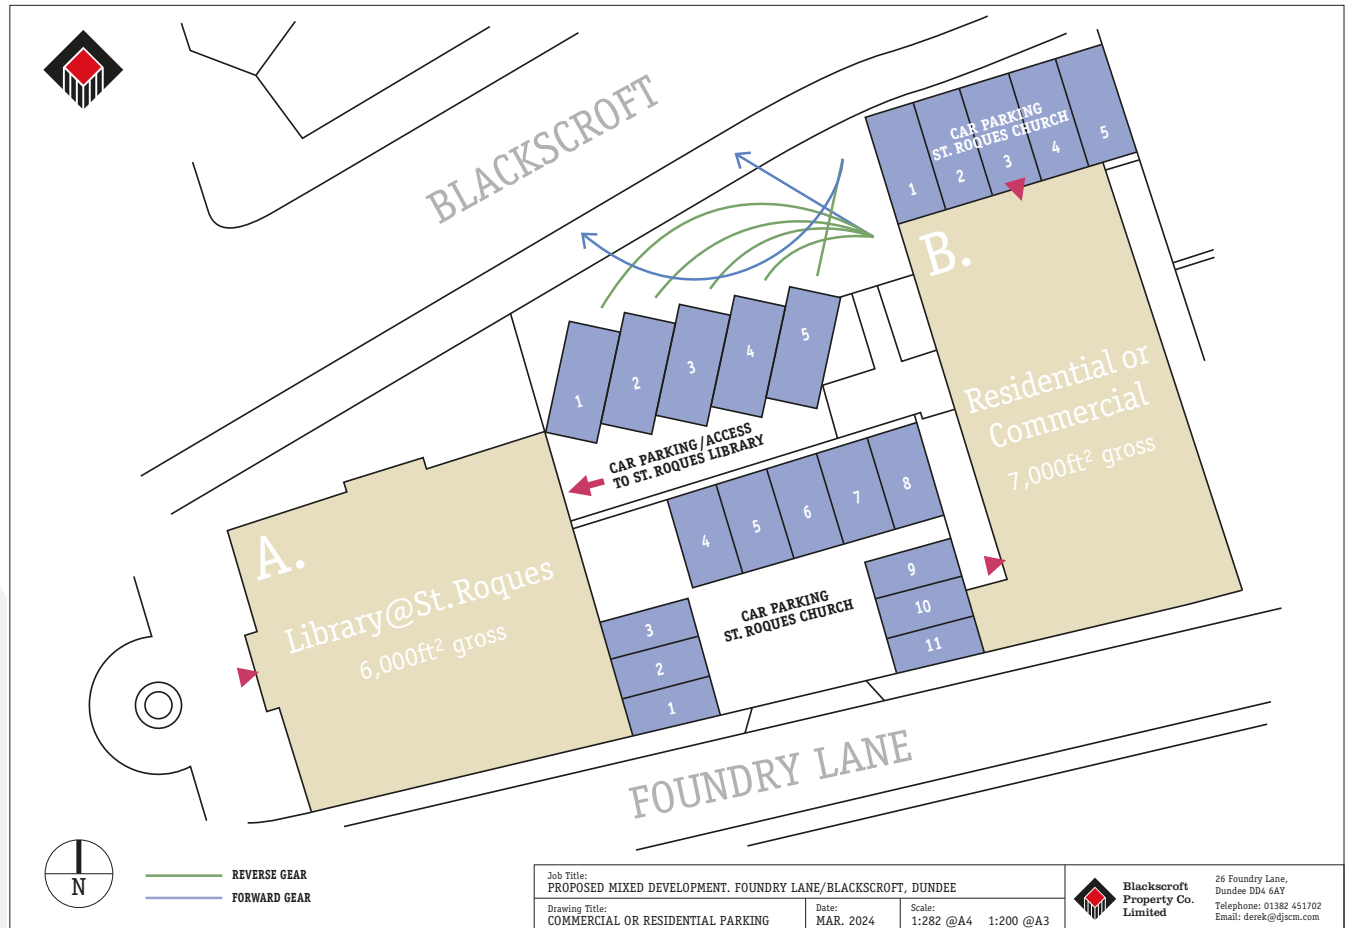 BLACKSCROFT
CAR PARKING
ST. ROQUES CHURCH
1
2
3
4
5
B.
Residential or
Commercial
7,000ft² gross
1
2
3
4
5
CAR PARKING/ACCESS
TO ST. ROQUES LIBRARY
A.
Library@St.Roques
6,000ft² gross
4
5
6
7
8
9
10
11
CAR PARKING
ST. ROQUES CHURCH
3
2
1
FOUNDRY LANE
N
REVERSE GEAR
FORWARD GEAR
Job Title:
PROPOSED MIXED DEVELOPMENT. FOUNDRY LANE/BLACKSCROFT, DUNDEE
Drawing Title:
COMMERCIAL OR RESIDENTIAL PARKING
Date:
MAR. 2024
Scale:
1:282 @A4 1:200 @A3
Blackscroft
Property Co.
Limited
26 Foundry Lane,
Dundee DD4 6AY
Telephone: 01382 451702
Email: derek@djscm.com